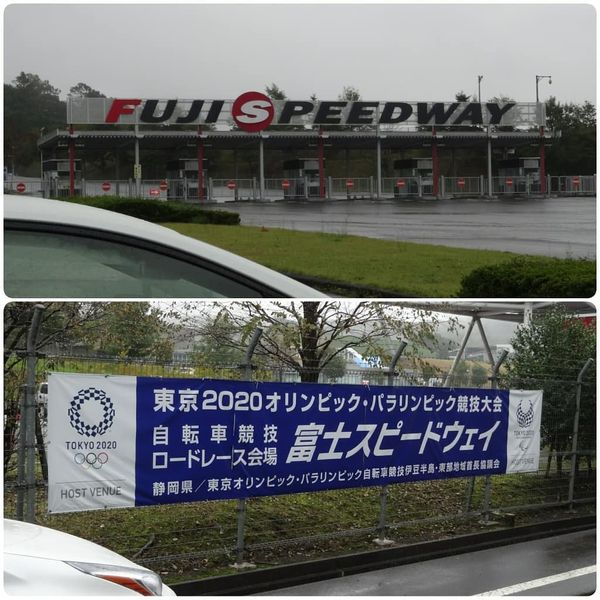 FUJI SPEEDWAY
東京2020オリンピック・パラリンピック競技大会
自転車競技
ロードレース会場
富士スピードウェイ
静岡県／東京オリンピック・パラリンピック自転車競技伊豆半島・東部地域首長協議会
TOKYO 2020
HOST VENUE
HOST VENUE